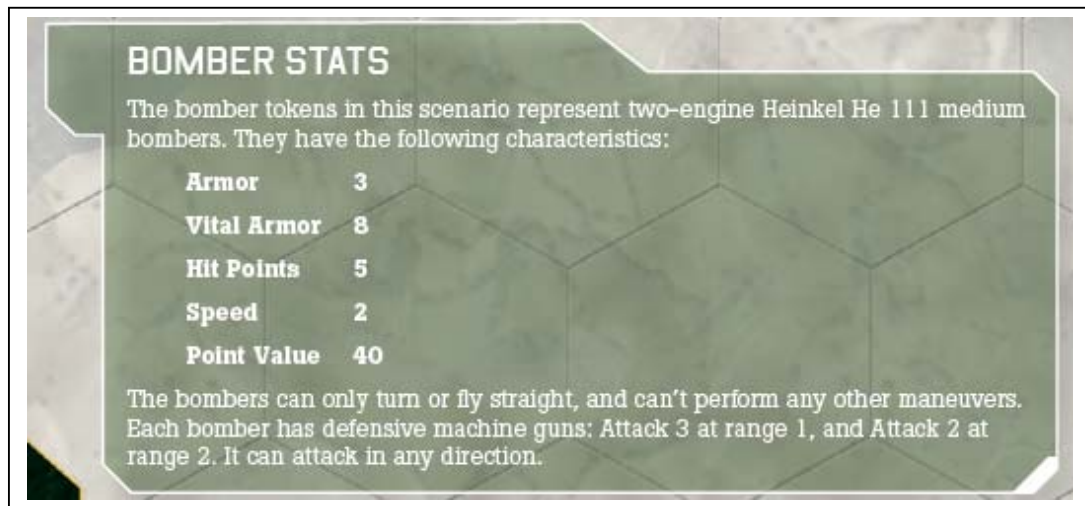 BOMBER STATS
The bomber tokens in this scenario represent two-engine Heinkel He 111 medium
bombers. They have the following characteristics:
Armor 3
Vital Armor 8
Hit Points 5
Speed 2
Point Value 40
The bombers can only turn or fly straight, and can't perform any other maneuvers.
Each bomber has defensive machine guns: Attack 3 at range 1, and Attack 2 at
range 2. It can attack in any direction.